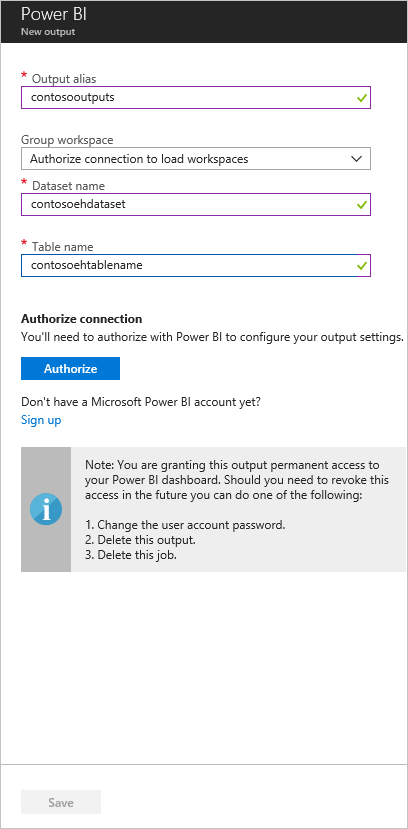 Power BI
New output
* Output alias
contosooutputs
Group workspace
Authorize connection to load workspaces
* Dataset name
contosoehdataset
* Table name
contosoehtablename
Authorize connection
You'll need to authorize with Power BI to configure your output settings.
Authorize
Don't have a Microsoft Power BI account yet?
Sign up
Note: You are granting this output permanent access to
your Power BI dashboard. Should you need to revoke this
access in the future you can do one of the following:
1. Change the user account password.
2. Delete this output.
3. Delete this job.
Save